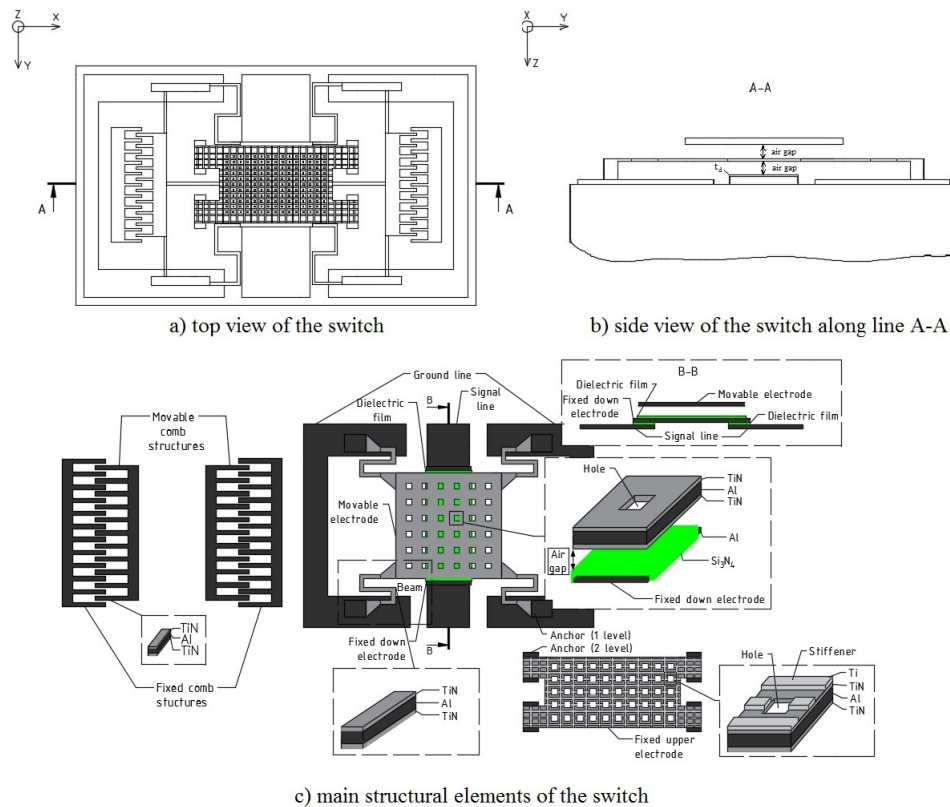 Z
X
Y
A
A
a) top view of the switch
X
Y
Z
A-A
air gap
t_d
air gap
b) side view of the switch along line A-A
Movable comb
structures
TiN
Al
TiN
Fixed comb
stuctures
Ground line
Dielectric
film
B
Signal
line
Movable
electrode
Beam
Fixed down
electrode
B
Anchor (1 level)
Anchor (2 level)
TiN
Al
TiN
B-B
Dielectric film
Fixed down
electrode
Movable electrode
Dielectric film
Signal line
Hole
TiN
Al
TiN
Al
Air
gap
Si3N4
Fixed down electrode
Fixed upper
electrode
Hole
Stiffener
Ti
TiN
Al
TiN
c) main structural elements of the switch